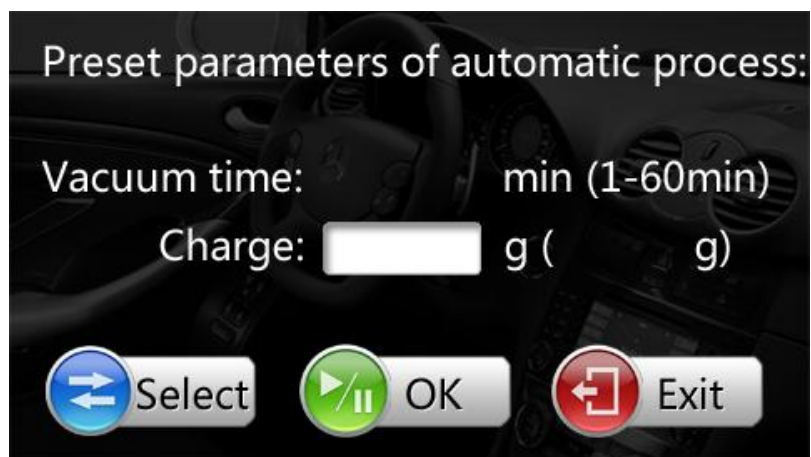 Preset parameters of automatic process:
Vacuum time: min (1-60min)
Charge: g ( g)
Select OK Exit